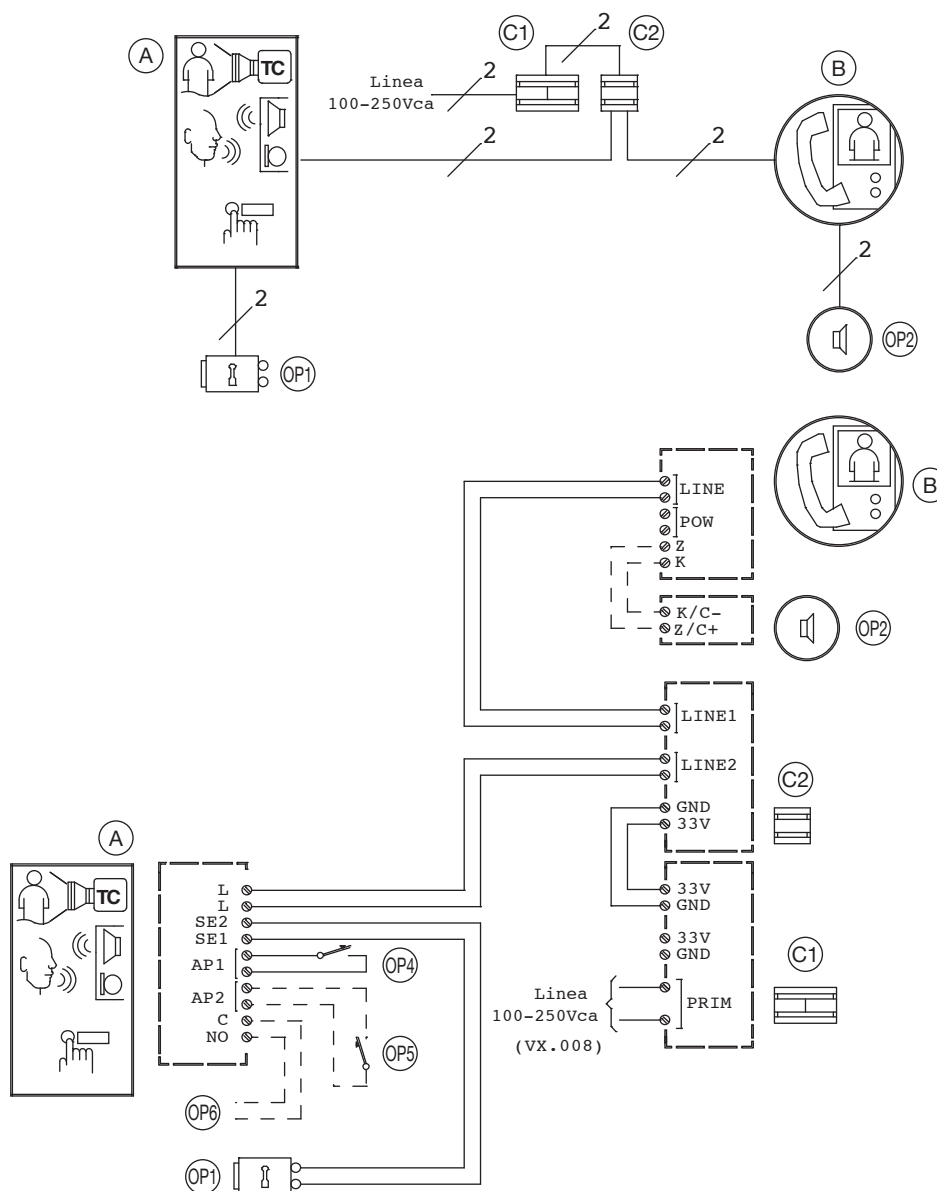 C1
2
C2
A
TC
Linea
100-250Vca
2
B
2
2
2
2
OP2
OP1
LINE
POW
Z
K
B
K/C-
Z/C+
OP2
LINE1
LINE2
C2
GND
33V
A
TC
33V
GND
33V
GND
C1
L
L
SE2
SE1
AP1
OP4
AP2
C
NO
OP5
Linea
100-250Vca
(VX.008)
PRIM
OP6
OP1